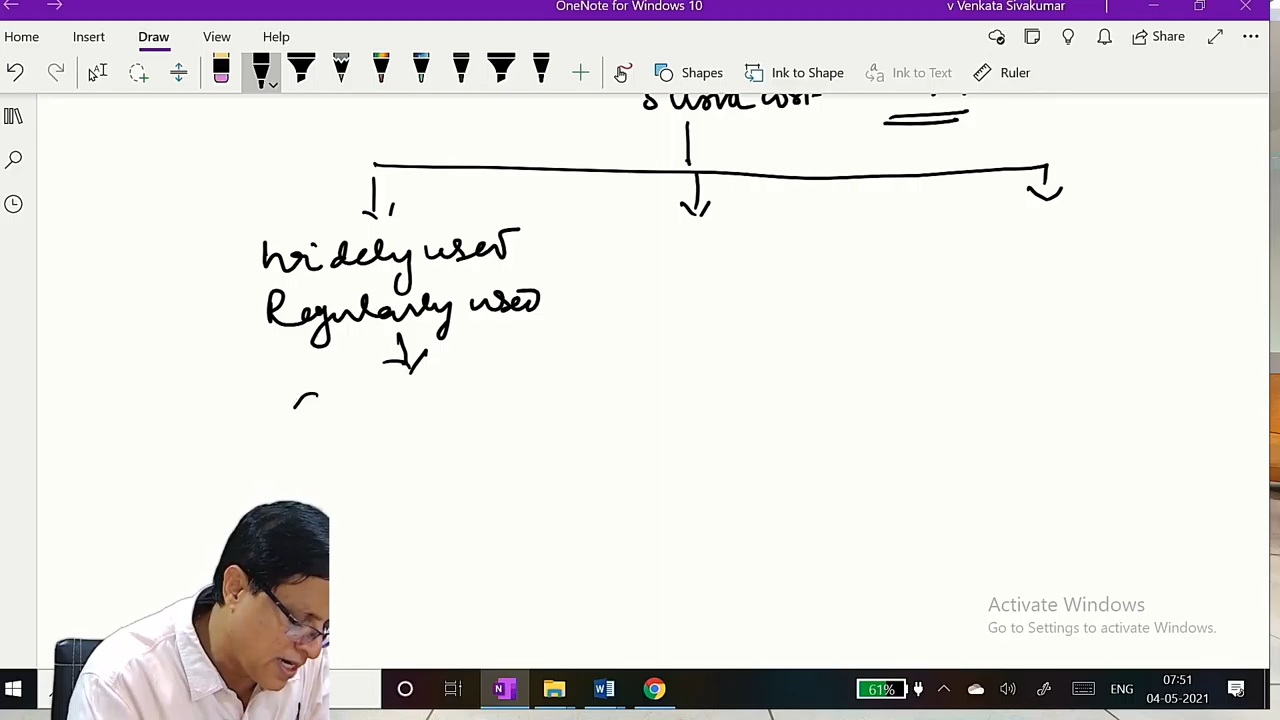 OneNote for Windows 10
v Venkata Sivakumar
Home Insert Draw View Help
Share
Shapes
Ink to Shape
Ink to Text
Ruler
cost
Widely used
Regularly used
Activate Windows
Go to Settings to activate Windows.
61%
ENG
07:51
04-05-2021